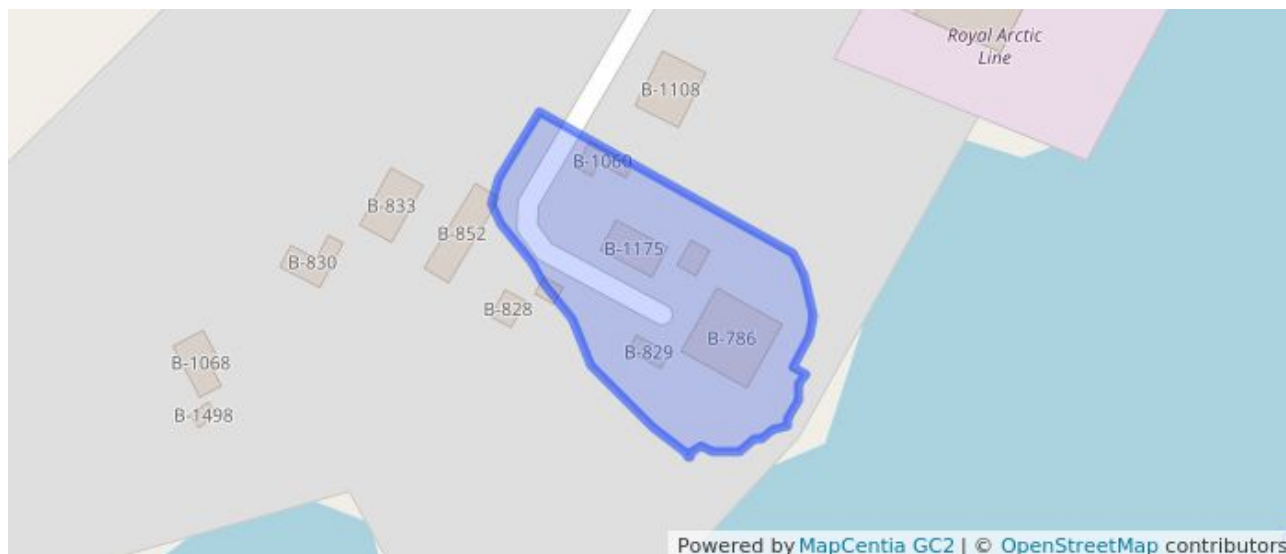 Royal Arctic
Line
B-1108
B-1060
B-833
B-852
B-1175
B-830
B-828
B-786
B-829
B-1068
B-1498
Powered by MapCentia GC2 | © OpenStreetMap contributors